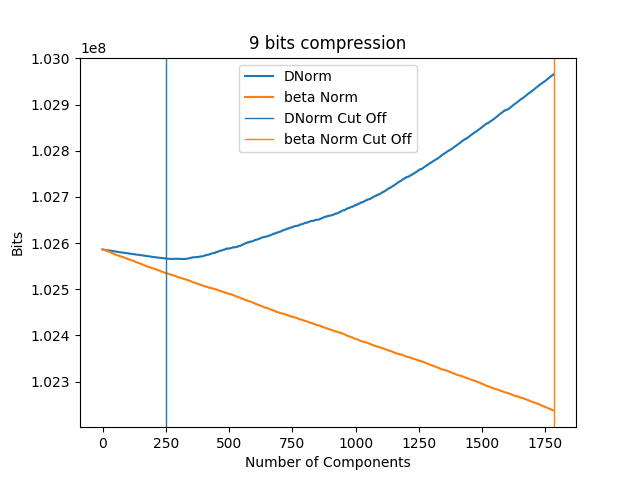 9 bits compression
1e8
DNorm
beta Norm
DNorm Cut Off
beta Norm Cut Off
1.030
1.029
1.028
1.027
1.026
1.025
1.024
1.023
Bits
0 250 500 750 1000 1250 1500 1750
Number of Components